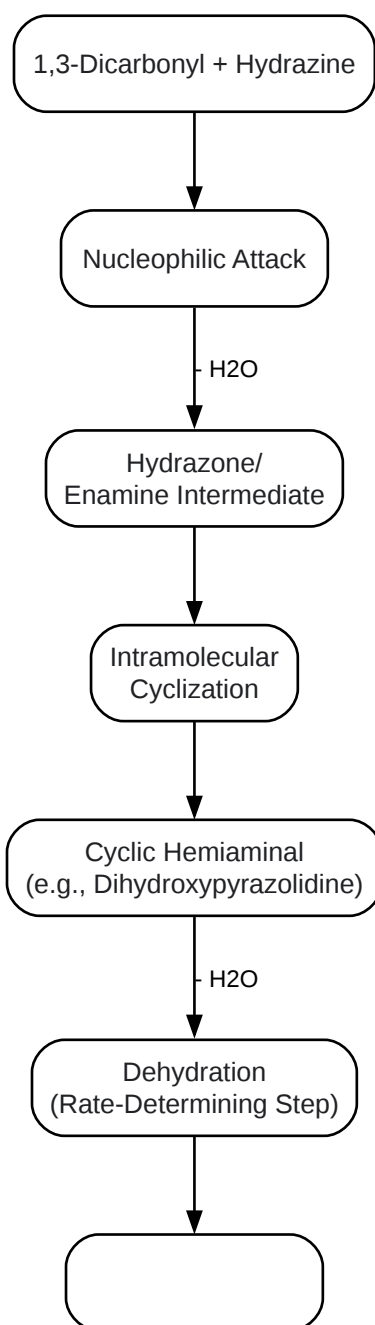 1,3-Dicarbonyl + Hydrazine
Nucleophilic Attack
- H2O
Hydrazone/
Enamine Intermediate
Intramolecular
Cyclization
Cyclic Hemiaminal
(e.g., Dihydroxypyrazolidine)
- H2O
Dehydration
(Rate-Determining Step)